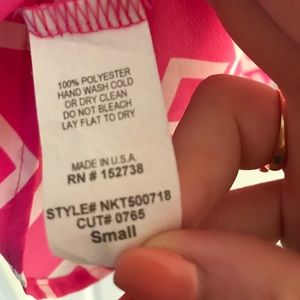 100% POLYESTER
HAND WASH COLD
OR DRY CLEAN
DO NOT BLEACH
LAY FLAT TO DRY
MADE IN U.S.A.
RN # 152738
STYLE# NKT500718
CUT# 0765
Small